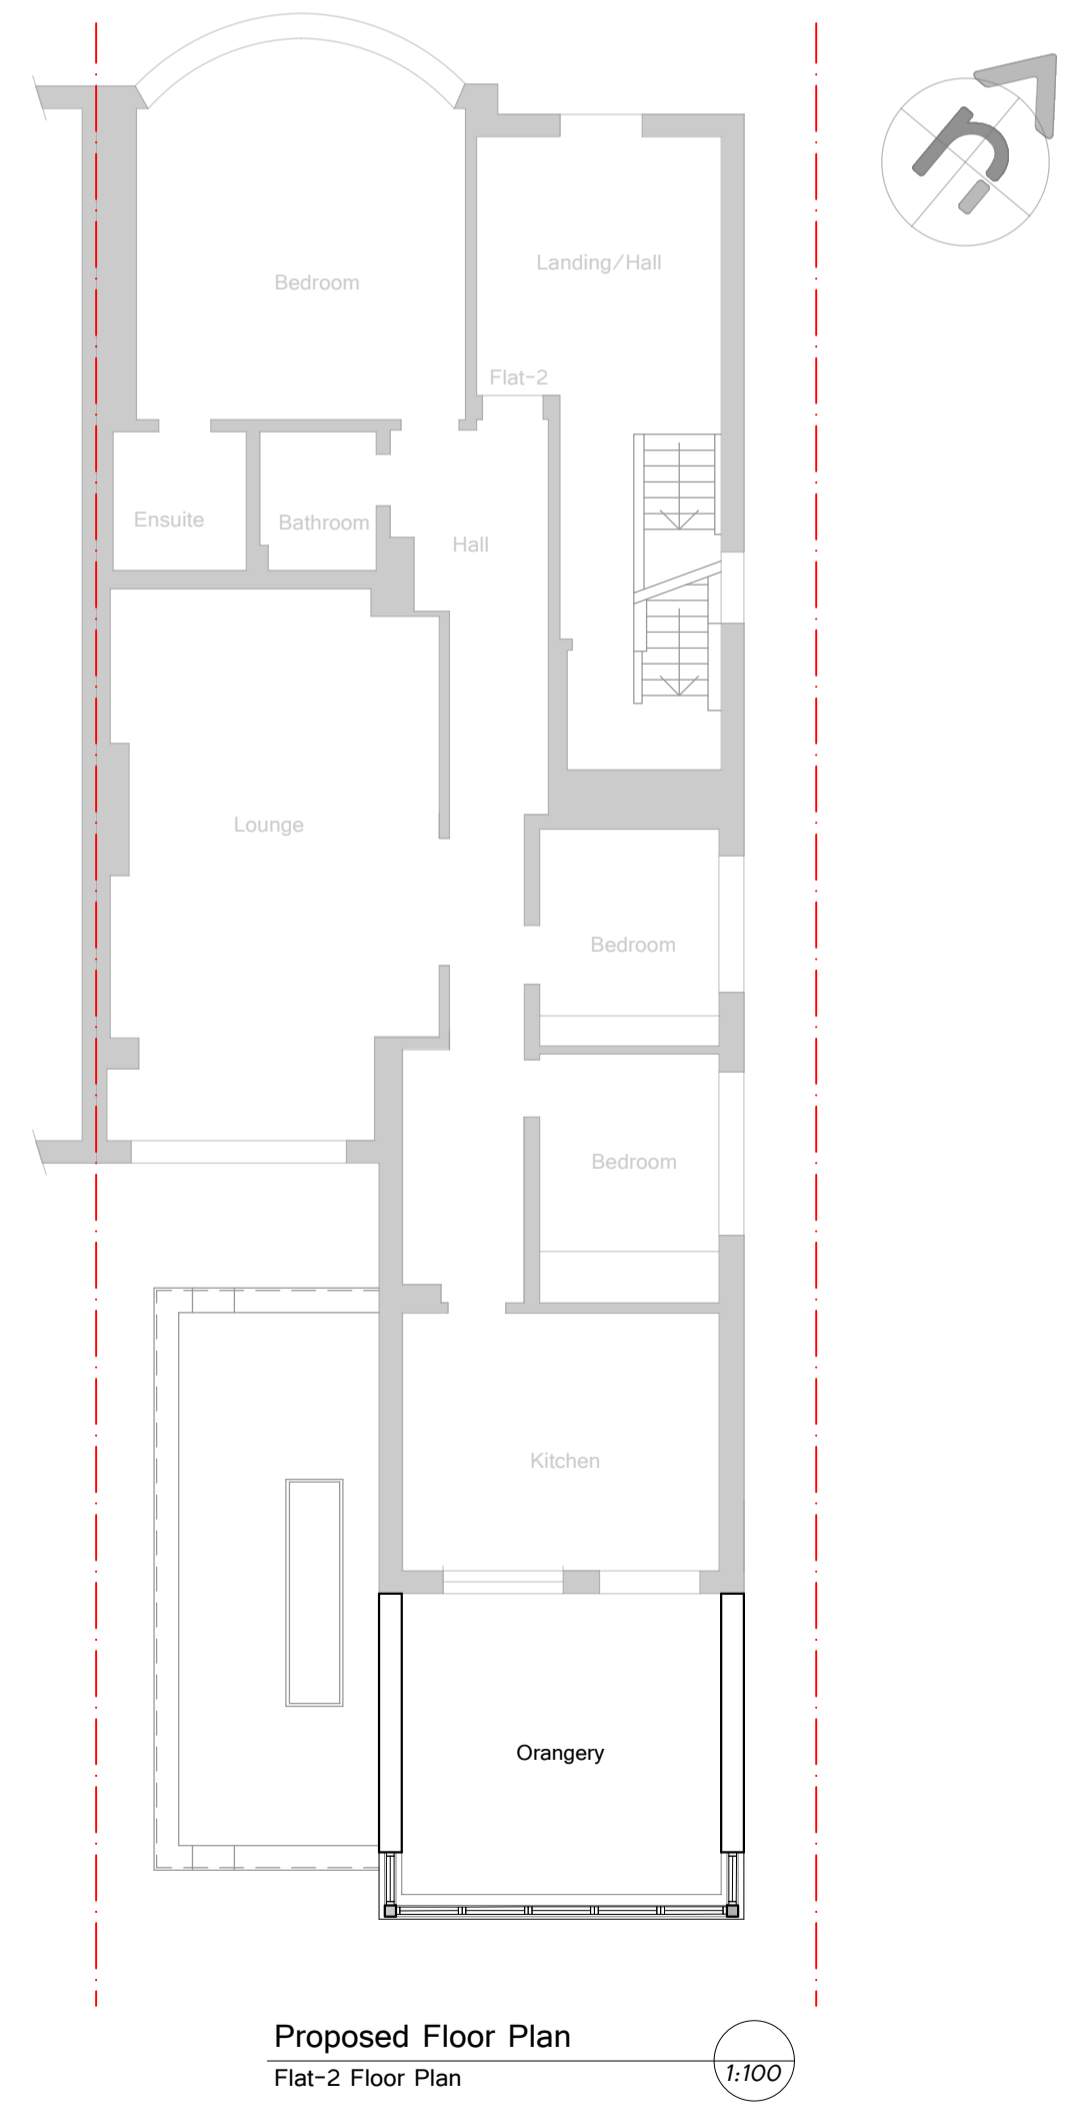 n
Bedroom
Landing/Hall
Flat-2
Ensuite
Bathroom
Hall
Lounge
Bedroom
Bedroom
Kitchen
Orangery
Proposed Floor Plan
Flat-2 Floor Plan
1:100